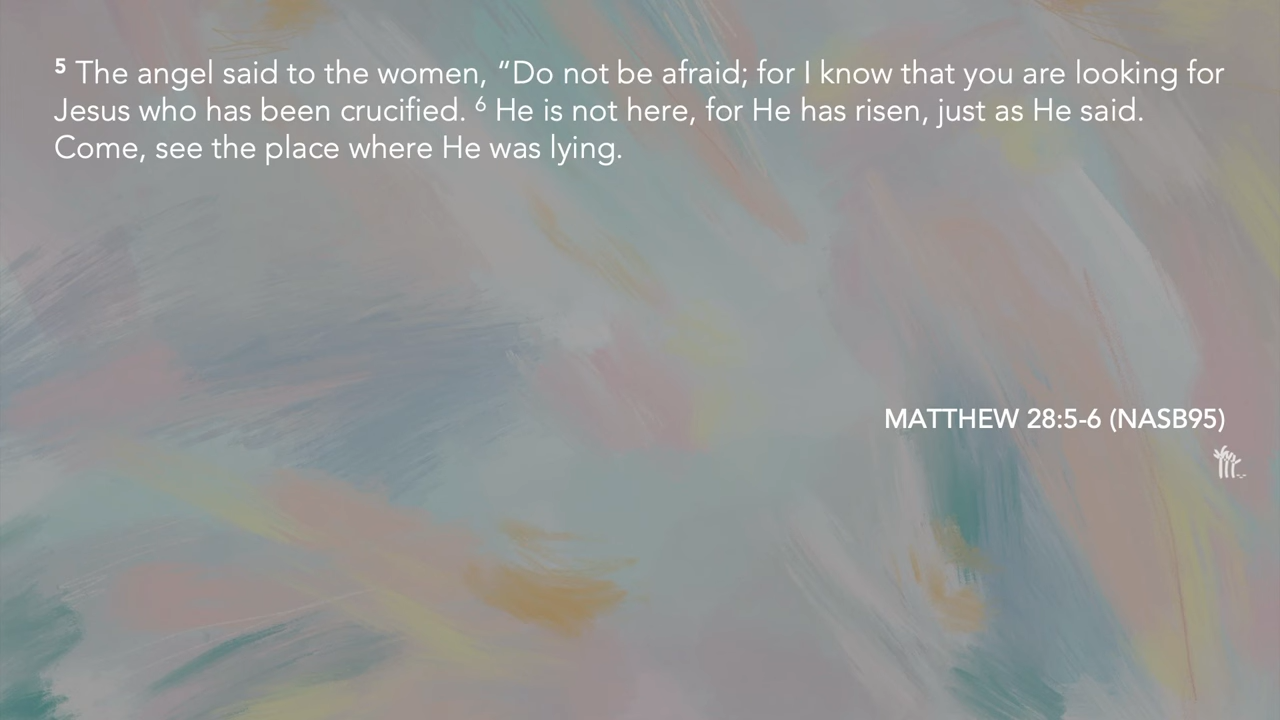 ⁵ The angel said to the women, “Do not be afraid; for I know that you are looking for
Jesus who has been crucified. ⁶ He is not here, for He has risen, just as He said.
Come, see the place where He was lying.
MATTHEW 28:5-6 (NASB95)